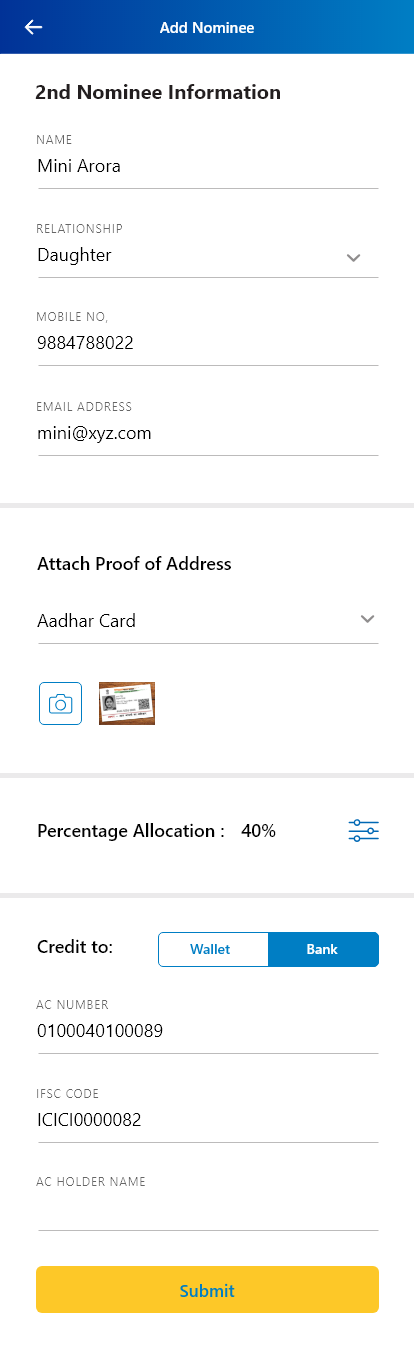 Add Nominee
2nd Nominee Information
NAME
Mini Arora
RELATIONSHIP
Daughter
MOBILE NO,
9884788022
EMAIL ADDRESS
mini@xyz.com
Attach Proof of Address
Aadhar Card
Percentage Allocation : 40%
Credit to: Wallet Bank
AC NUMBER
0100040100089
IFSC CODE
ICICI0000082
AC HOLDER NAME
Submit